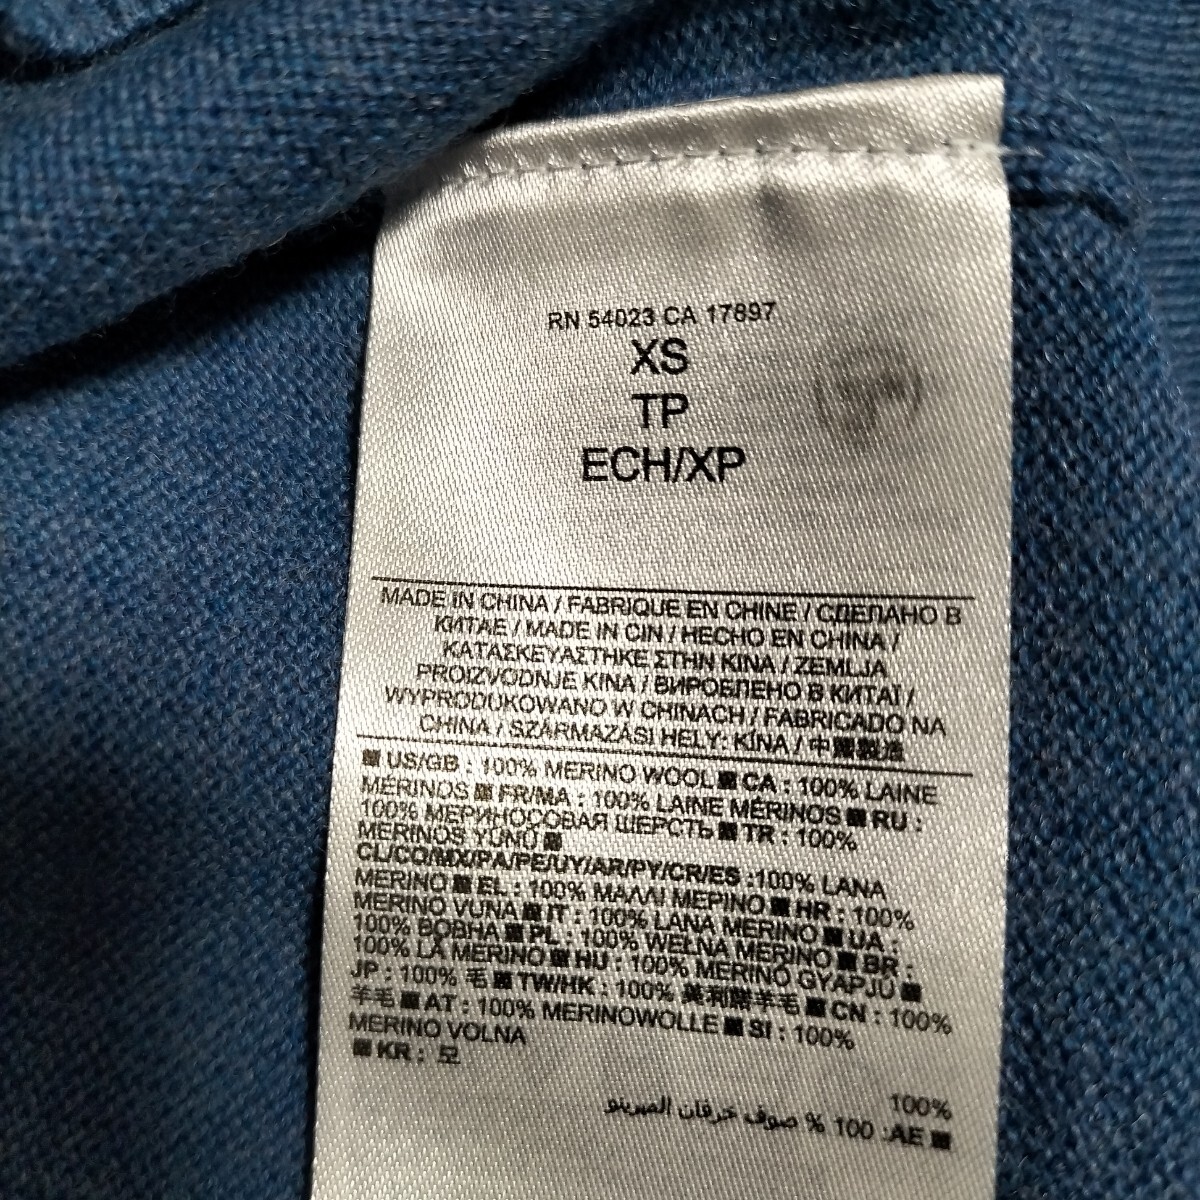 RN 54023 CA 17897
XS
TP
ECH/XP
MADE IN CHINA / FABRIQUE EN CHINE / СДЕЛАНО В
КИТАЕ / MADE IN CIN / HECHO EN CHINA /
ΚΑΤΑΣΚΕΥΑΣΤΗΚΕ ΣΤΗΝ ΚΙΝΑ / ZEMLJA
PROIZVODNJE KINA / ВИРОБЛЕНО В КИТАЇ /
WYPRODUKOWANO W CHINACH / FABRICADO NA
CHINA / SZÁRMAZÁSI HELY: KÍNA / 中國製造
■ US/GB : 100% MERINO WOOL ■ CA : 100% LAINE
MÉRINOS ■ FR/MA : 100% LAINE MÉRINOS ■ RU :
100% МЕРИНОСОВАЯ ШЕРСТЬ ■ TR : 100%
MERINOS YÜNÜ ■
CL/CO/MX/PA/PE/UY/AR/PY/CR/ES :100% LANA
MERINO ■ EL : 100% ΜΑΛΛΙ ΜΕΡΙΝΟ ■ HR : 100%
MERINO VUNA ■ IT : 100% LANA MERINO ■ UA :
100% ВОВНА ■ PL : 100% WEŁNA MERINO ■ BR :
100% LÃ MERINO ■ HU : 100% MERINÓ GYAPJÚ ■
JP : 100% 毛 ■ TW/HK : 100% 美利諾羊毛 ■ CN : 100%
羊毛 ■ AT : 100% MERINOWOLLE ■ SI : 100%
MERINO VOLNA
■ KR : 모
100%
■ AE: 100 % صوف خرفان الميرينو